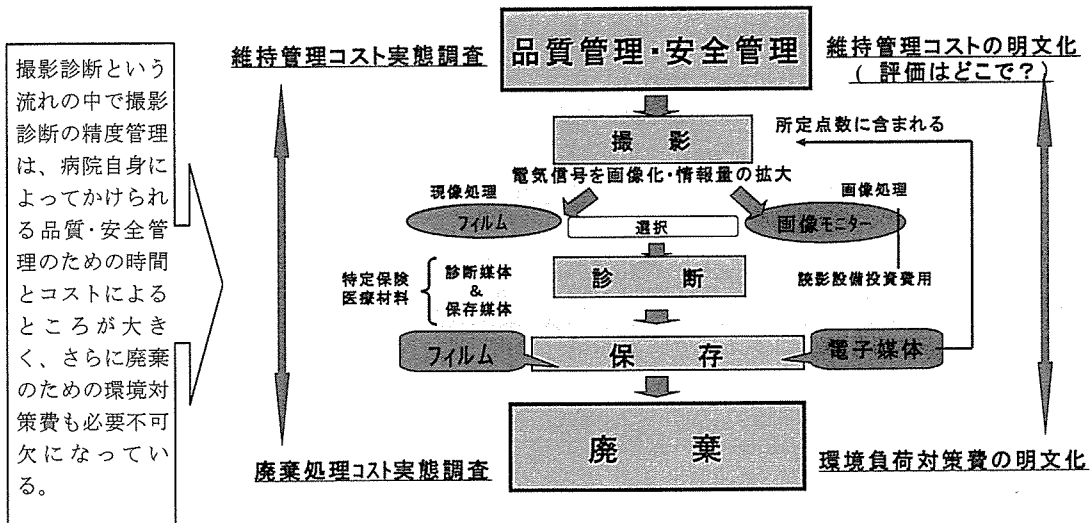 撮影診断という
流れの中で撮影
診断の精度管理
は、病院自身に
よってかけられ
る品質・安全管
理のための時間
とコストによる
ところが大き
く、さらに廃棄
のための環境対
策費も必要不可
欠になってい
る。
維持管理コスト実態調査
品質管理・安全管理
維持管理コストの明文化
( 評価はどこで?)
撮 影
所定点数に含まれる
電気信号を画像化・情報量の拡大
現像処理
画像処理
フィルム
選択
画像モニター
特定保険
医療材料
診断媒体
&
保存媒体
診 断
読影設備投資費用
フィルム
保 存
電子媒体
廃 棄
廃棄処理コスト実態調査
環境負荷対策費の明文化